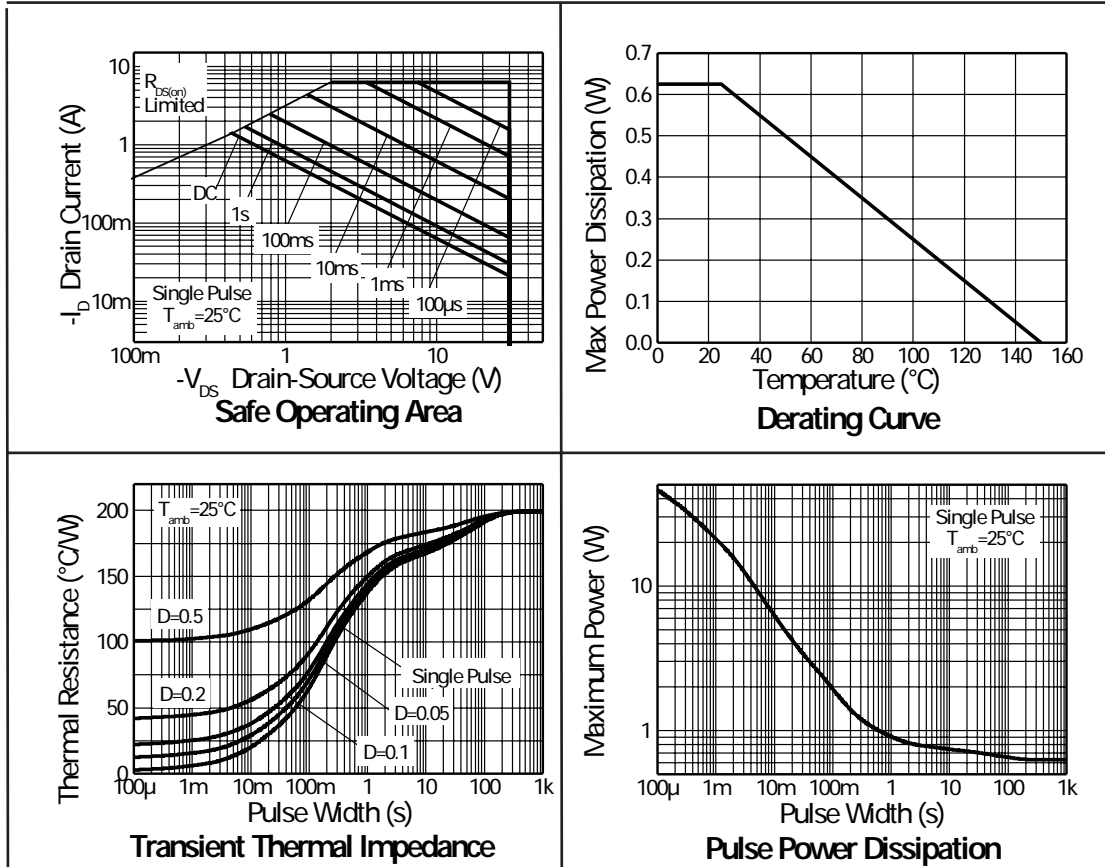 10
1
100m
10m
R DS(on)
Limited
DC
1s
100ms
10ms
1ms
100µs
Single Pulse
T amb=25°C
100m 1 10
-I D Drain Current (A)
-V DS Drain-Source Voltage (V)
Safe Operating Area
0.7
0.6
0.5
0.4
0.3
0.2
0.1
0.0
0 20 40 60 80 100 120 140 160
Max Power Dissipation (W)
Temperature (°C)
Derating Curve
200
150
100
50
0
T amb=25°C
D=0.5
D=0.2
Single Pulse
D=0.05
D=0.1
100µ 1m 10m 100m 1 10 100 1k
Thermal Resistance (°C/W)
Pulse Width (s)
Transient Thermal Impedance
10
1
Single Pulse
T amb=25°C
100µ 1m 10m 100m 1 10 100 1k
Maximum Power (W)
Pulse Width (s)
Pulse Power Dissipation